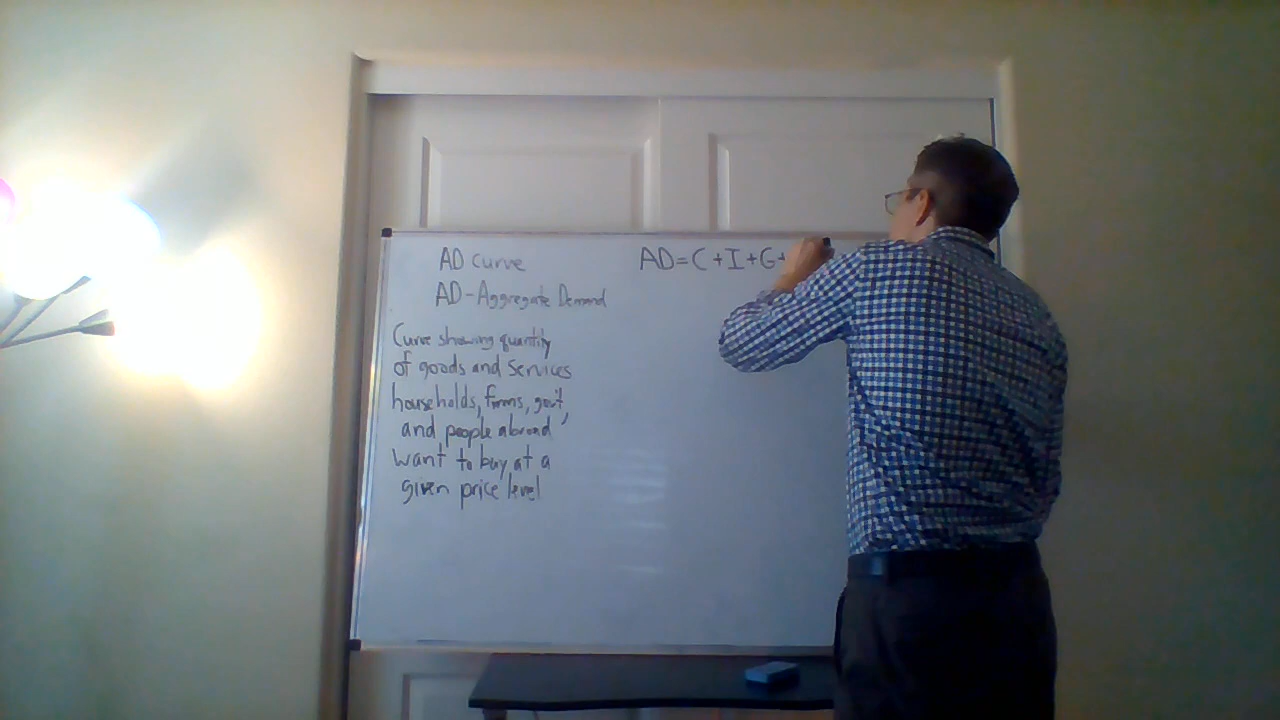 AD curve
AD-Aggregate Demand
Curve showing quantity
of goods and services
households, firms, gov't,
and people abroad
want to buy at a
given price level
AD=C+I+G+